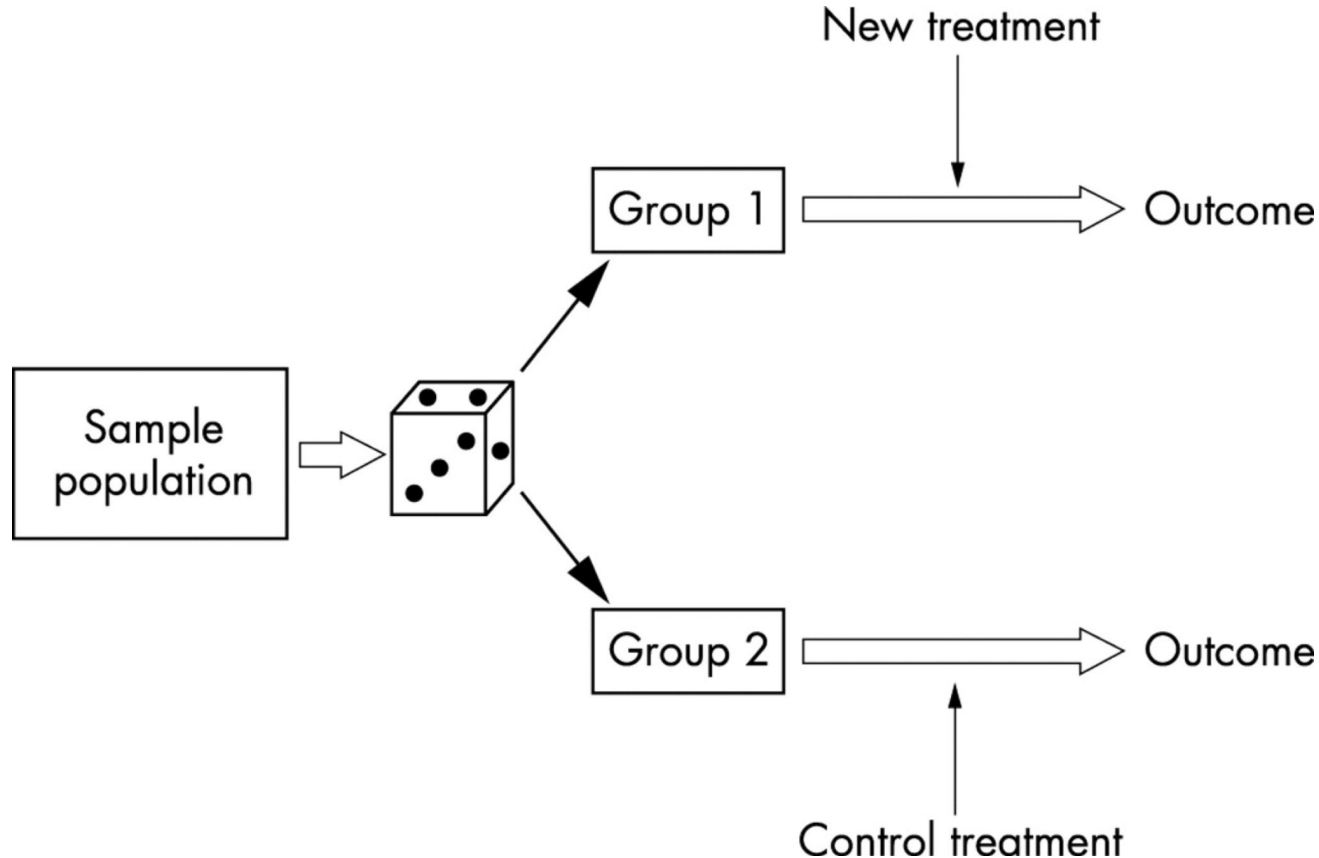 New treatment
Group 1
Outcome
Sample
population
Group 2
Outcome
Control treatment